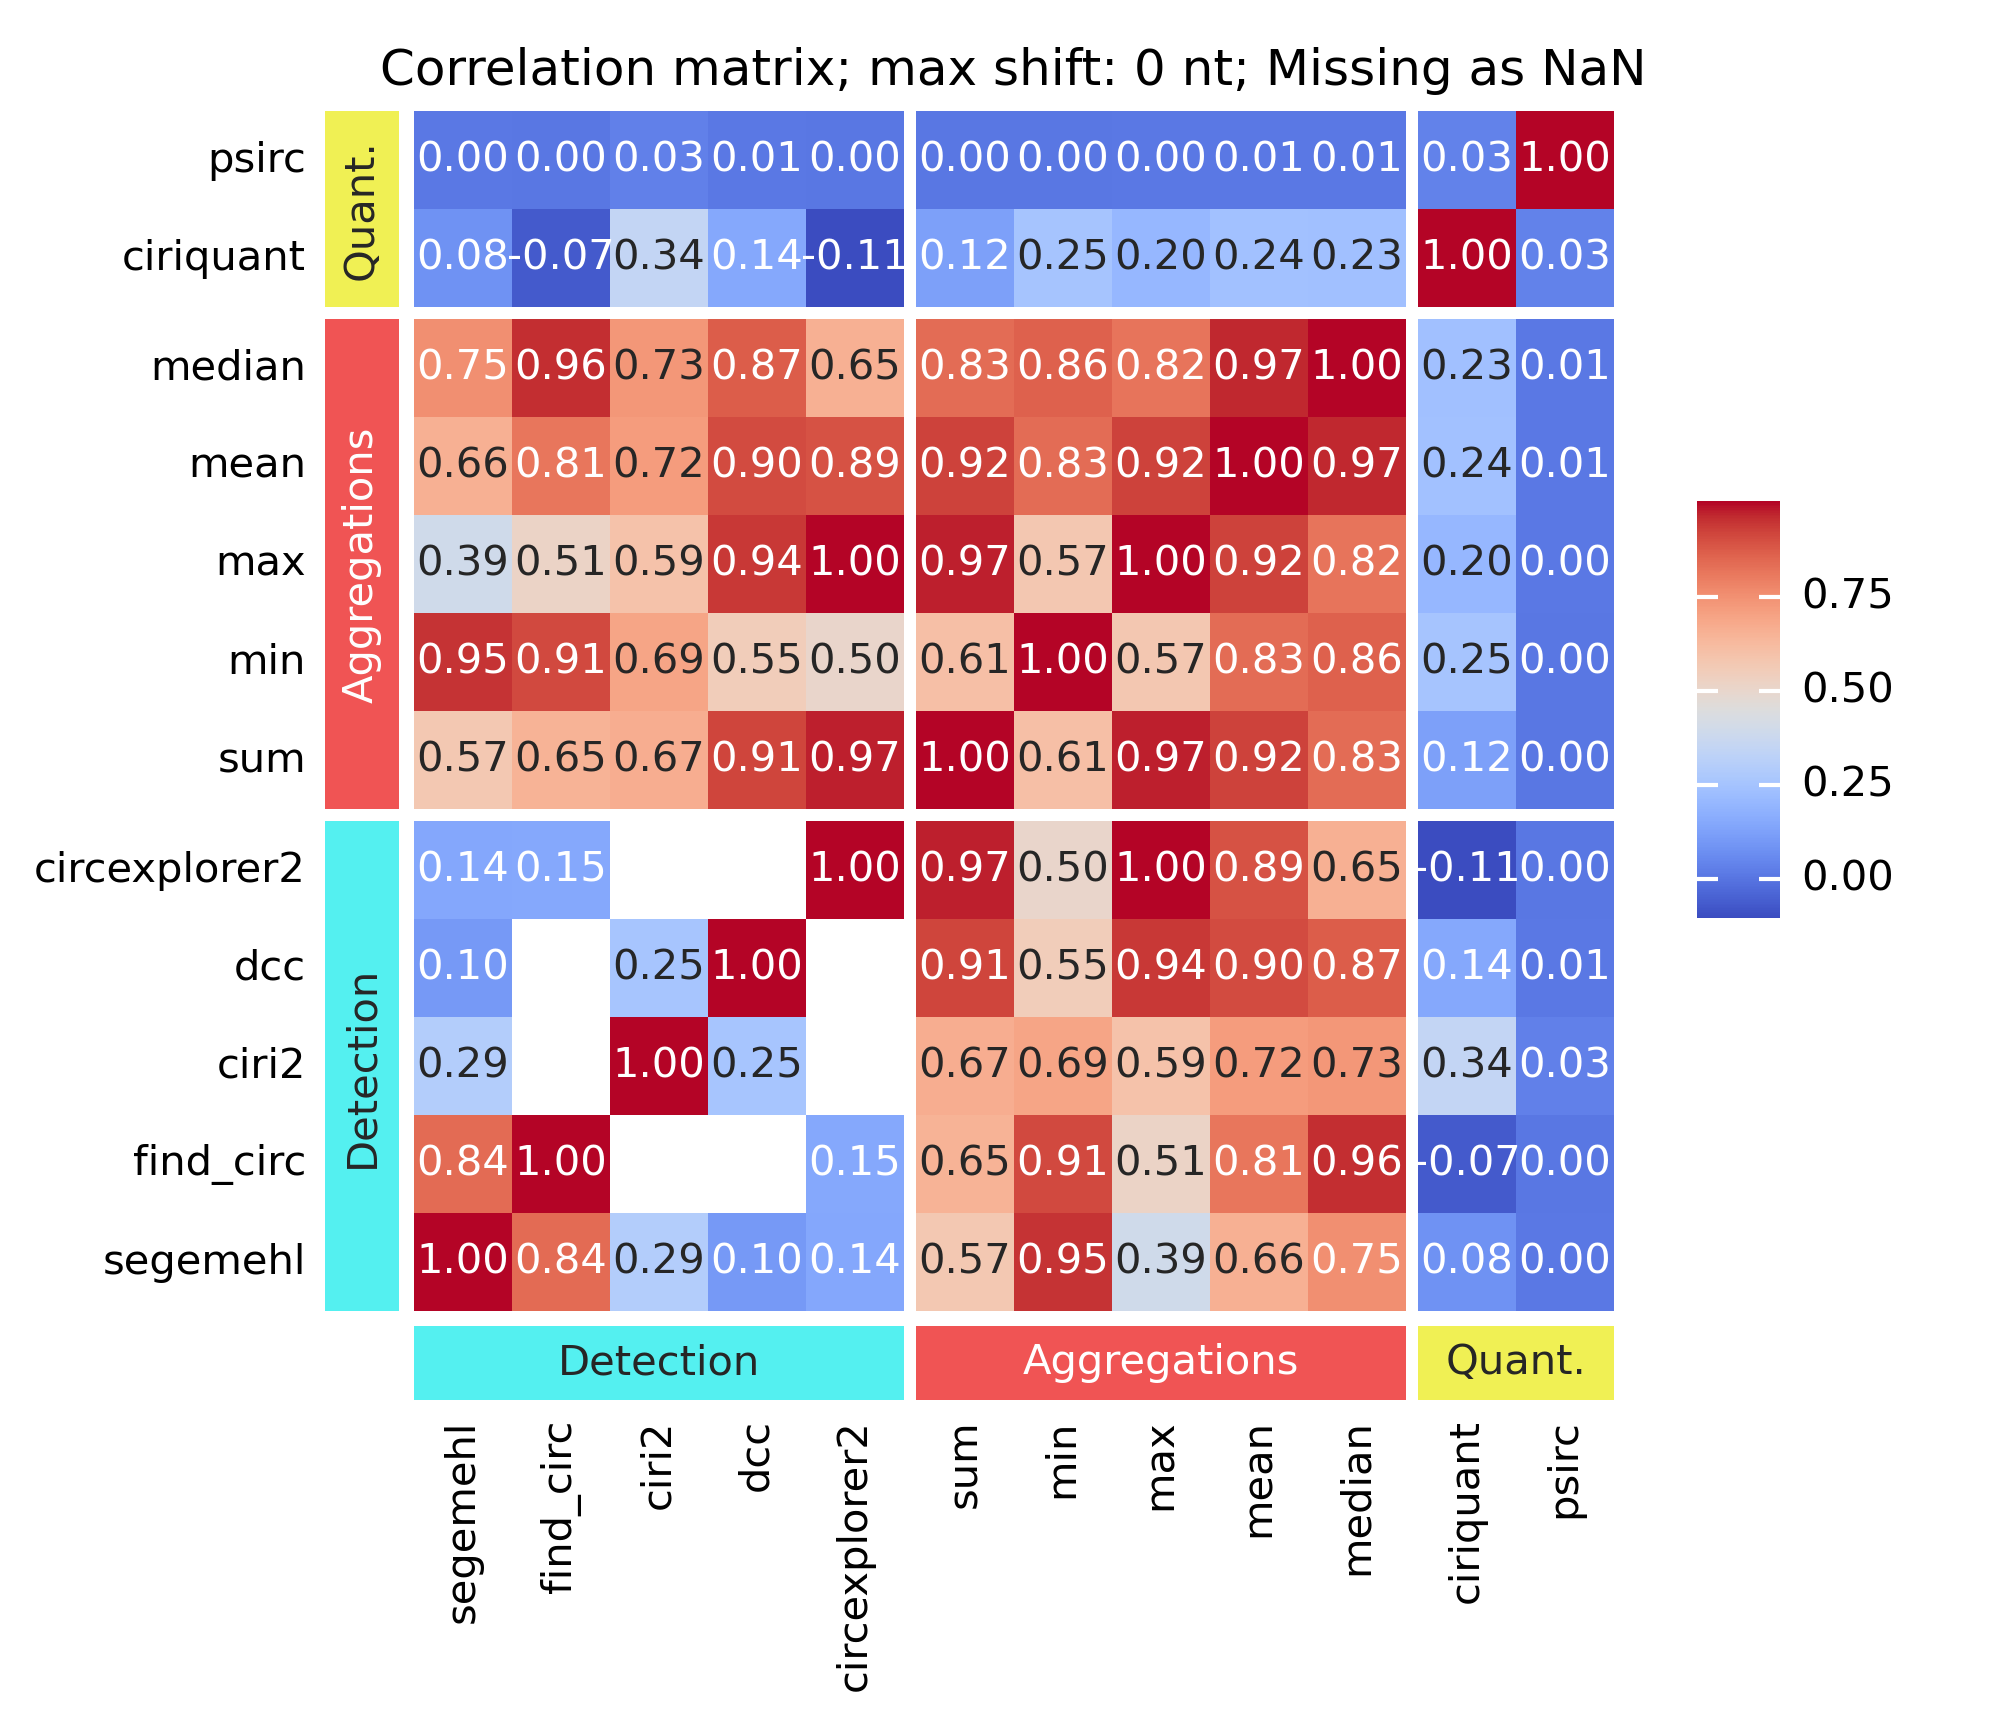 Correlation matrix; max shift: 0 nt; Missing as NaN
psirc 0.00 0.00 0.03 0.01 0.00 0.00 0.00 0.00 0.01 0.01 0.03 1.00
Quant.
ciriquant 0.08 -0.07 0.34 0.14 -0.11 0.12 0.25 0.20 0.24 0.23 1.00 0.03
median 0.75 0.96 0.73 0.87 0.65 0.83 0.86 0.82 0.97 1.00 0.23 0.01
mean 0.66 0.81 0.72 0.90 0.89 0.92 0.83 0.92 1.00 0.97 0.24 0.01
Aggregations
max 0.39 0.51 0.59 0.94 1.00 0.97 0.57 1.00 0.92 0.82 0.20 0.00
min 0.95 0.91 0.69 0.55 0.50 0.61 1.00 0.57 0.83 0.86 0.25 0.00
sum 0.57 0.65 0.67 0.91 0.97 1.00 0.61 0.97 0.92 0.83 0.12 0.00
circexplorer2 0.14 0.15 1.00 0.97 0.50 1.00 0.89 0.65 -0.11 0.00
dcc 0.10 0.25 1.00 0.91 0.55 0.94 0.90 0.87 0.14 0.01
Detection
ciri2 0.29 1.00 0.25 0.67 0.69 0.59 0.72 0.73 0.34 0.03
find_circ 0.84 1.00 0.15 0.65 0.91 0.51 0.81 0.96 -0.07 0.00
segemehl 1.00 0.84 0.29 0.10 0.14 0.57 0.95 0.39 0.66 0.75 0.08 0.00
Detection Aggregations Quant.
segemehl
find_circ
ciri2
dcc
circexplorer2
sum
min
max
mean
median
ciriquant
psirc
0.75
0.50
0.25
0.00